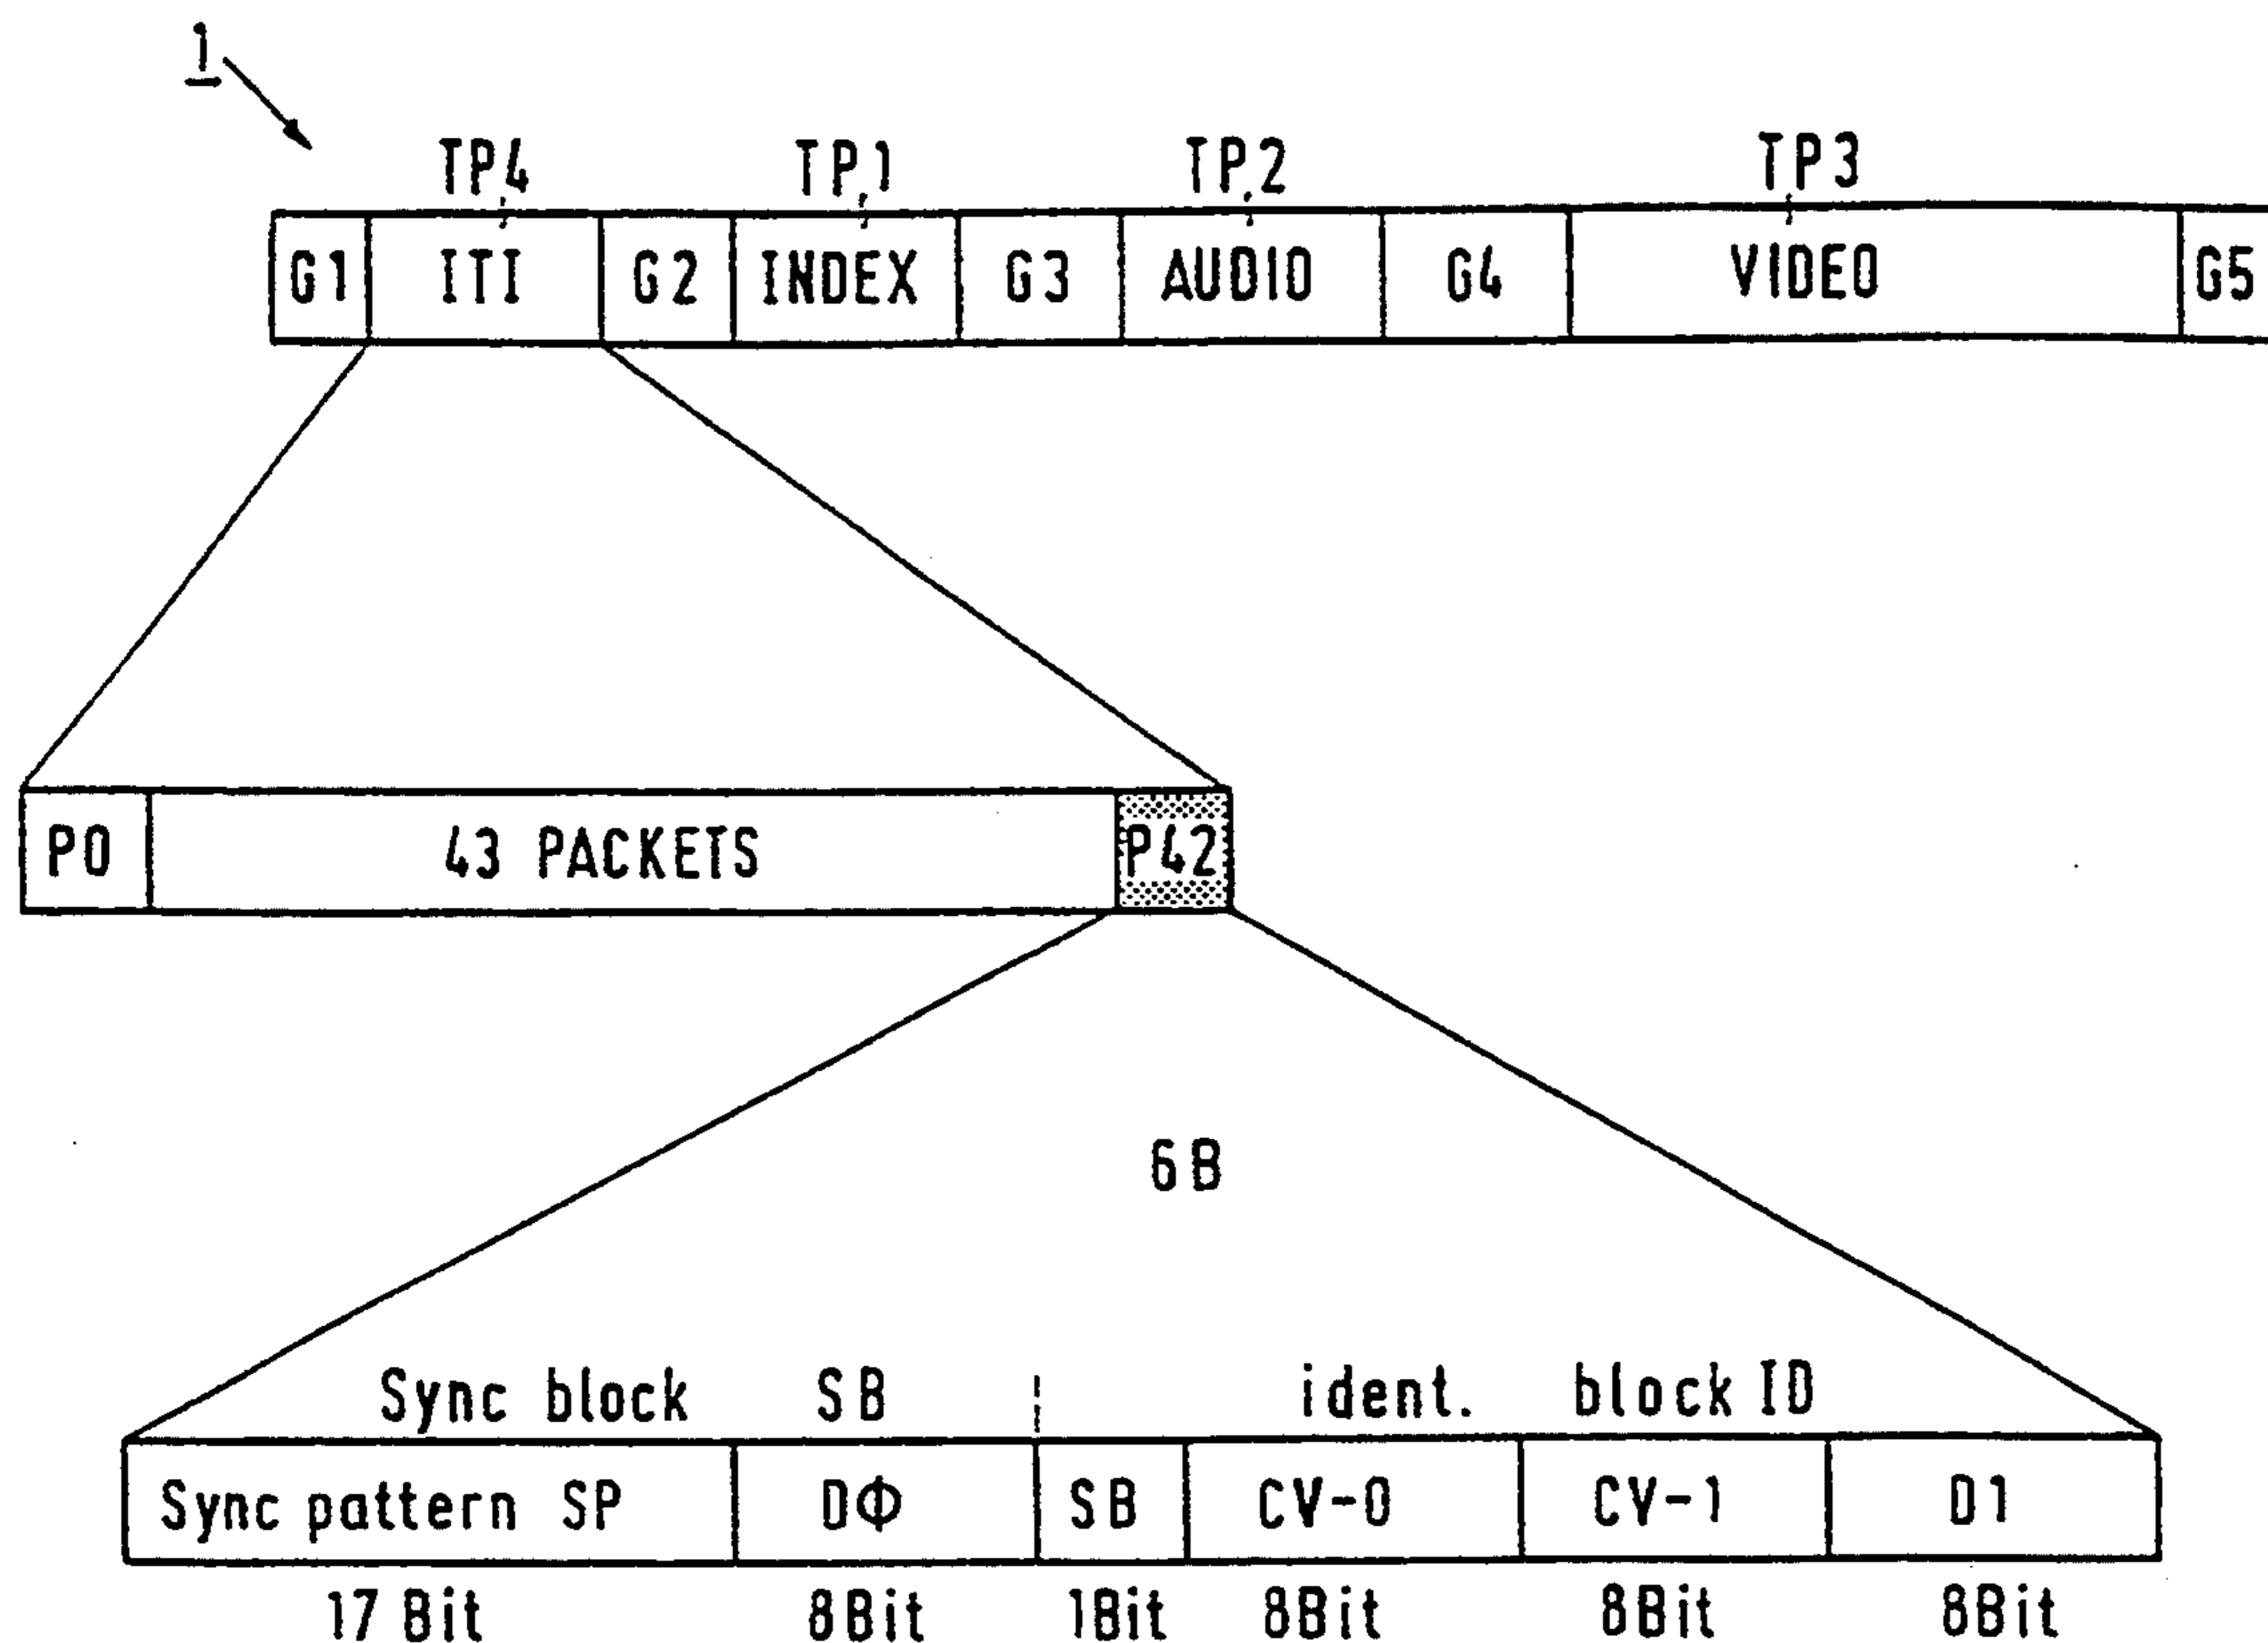 1
TP4 TP1 TP2 TP3
G1 ITI G2 INDEX G3 AUDIO G4 VIDEO G5
P0 43 PACKETS P42
6B
Sync block SB ident. block ID
Sync pattern SP DΦ SB CV-0 CV-1 D1
17 Bit 8Bit 1Bit 8Bit 8Bit 8Bit